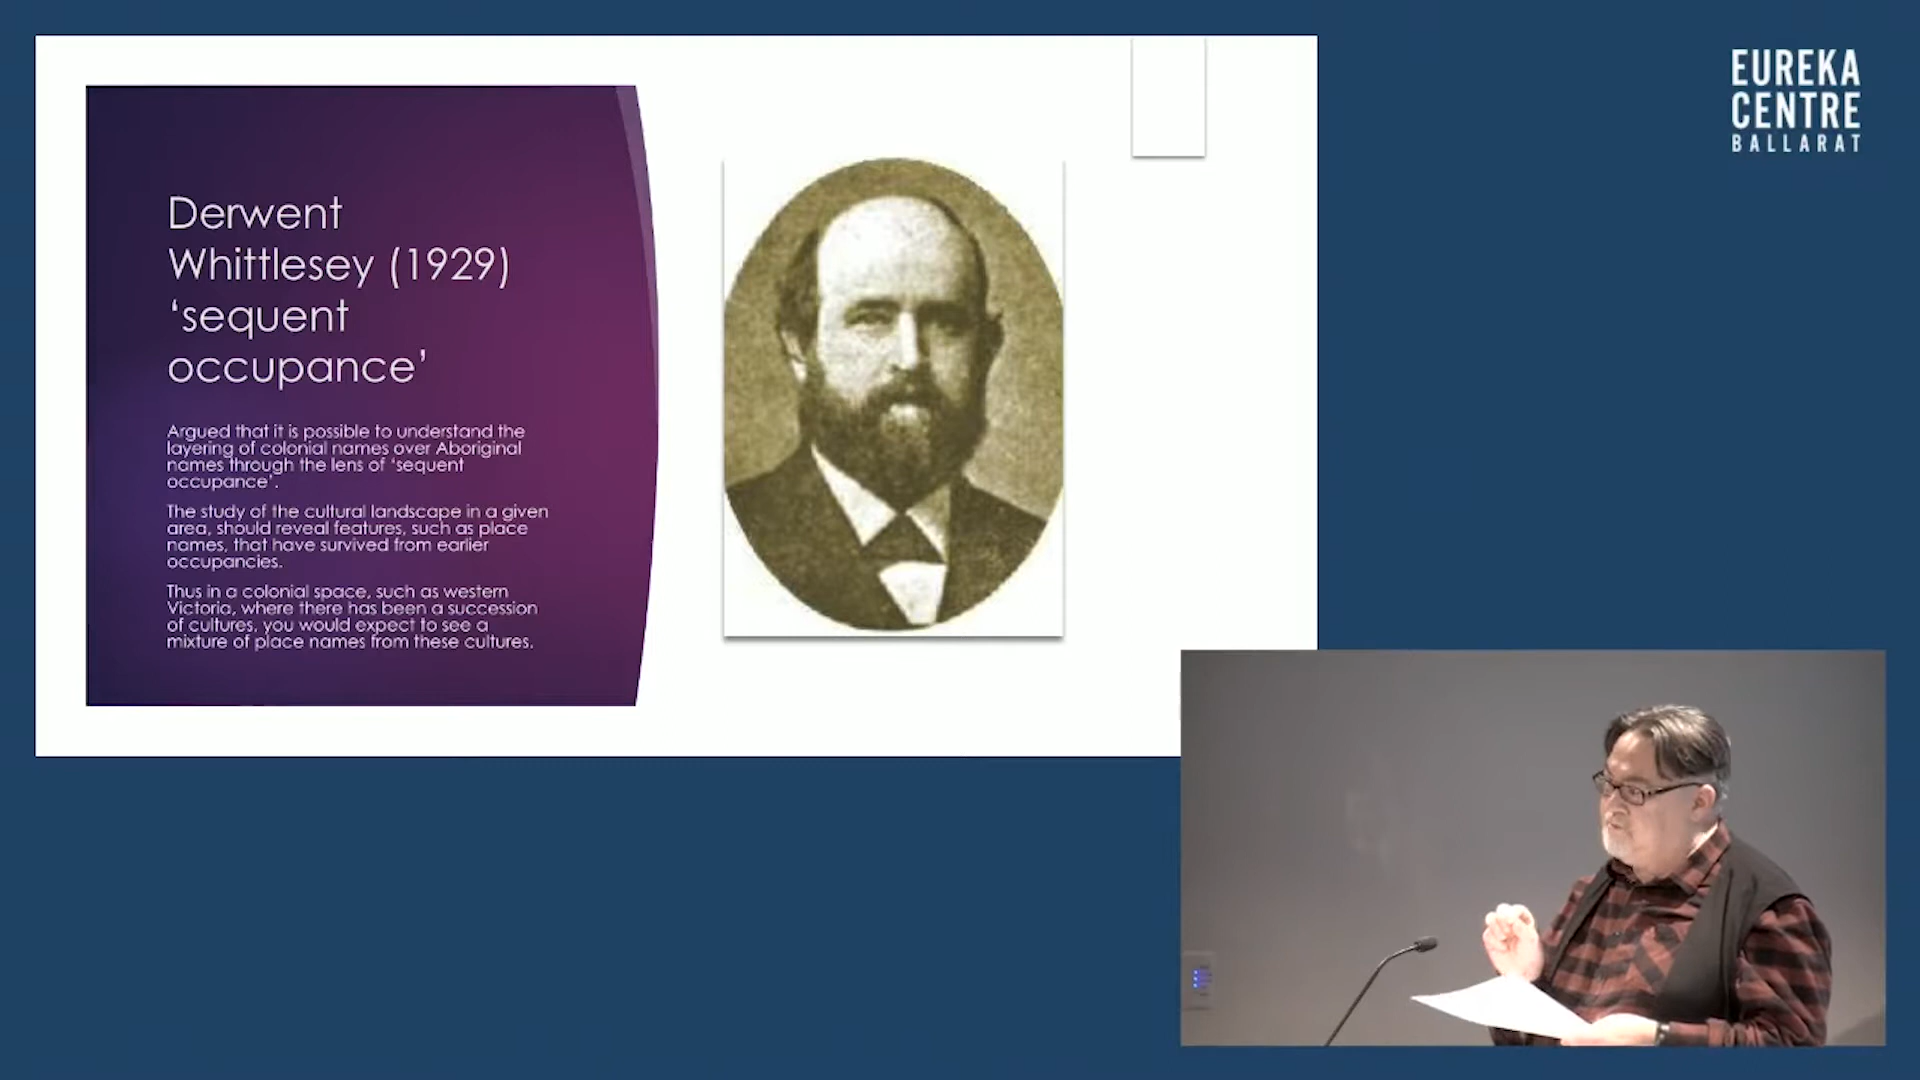 Derwent
Whittlesey (1929)
‘sequent
occupance’
Argued that it is possible to understand the
layering of colonial names over Aboriginal
names through the lens of ‘sequent
occupance’.
The study of the cultural landscape in a given
area, should reveal features, such as place
names, that have survived from earlier
occupancies.
Thus in a colonial space, such as western
Victoria, where there has been a succession
of cultures, you would expect to see a
mixture of place names from these cultures.
EUREKA
CENTRE
BALLARAT